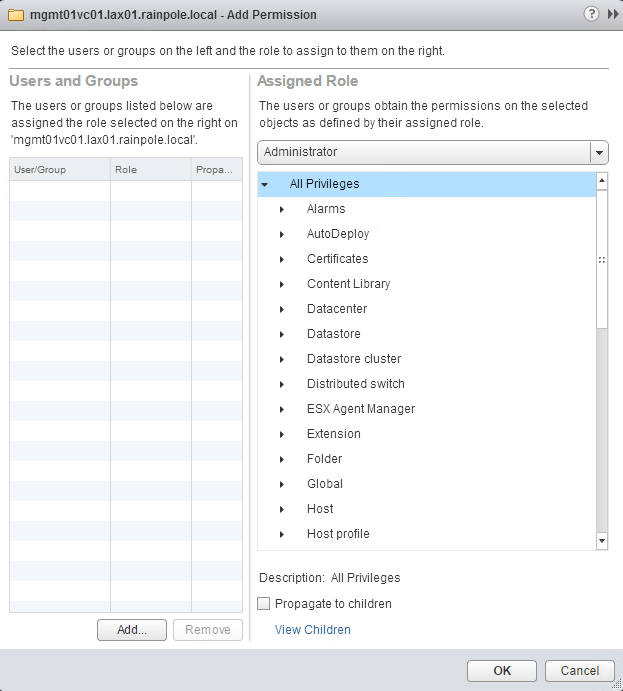 mgmt01vc01.lax01.rainpole.local - Add Permission
?
Select the users or groups on the left and the role to assign to them on the right.
Users and Groups
The users or groups listed below are
assigned the role selected on the right on
'mgmt01vc01.lax01.rainpole.local'.
User/Group Role Propa...
Add... Remove
Assigned Role
The users or groups obtain the permissions on the selected
objects as defined by their assigned role.
Administrator
All Privileges
Alarms
AutoDeploy
Certificates
Content Library
Datacenter
Datastore
Datastore cluster
Distributed switch
ESX Agent Manager
Extension
Folder
Global
Host
Host profile
Description: All Privileges
Propagate to children
View Children
OK Cancel